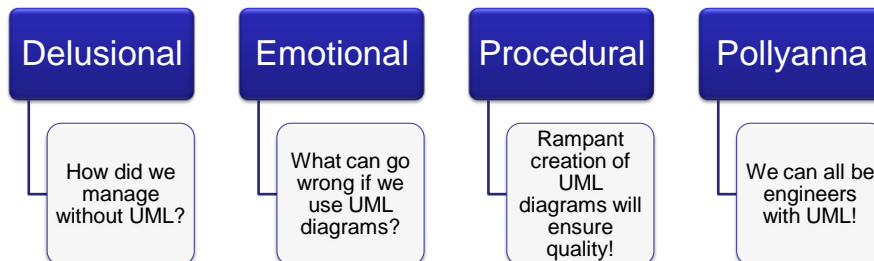 Delusional
How did we
manage
without UML?
Emotional
What can go
wrong if we
use UML
diagrams?
Procedural
Rampant
creation of
UML
diagrams will
ensure
quality!
Pollyanna
We can all be
engineers
with UML!